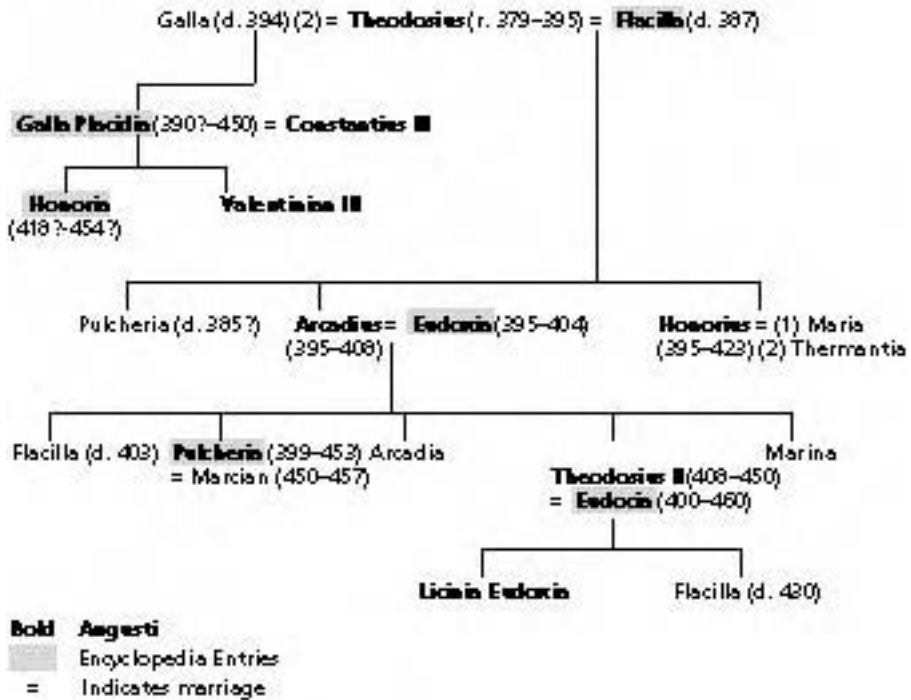 Galla (d. 394) (2) = Theodosius (r. 379–395) = Flacilla (d. 387)
Galla Placidia (390?–450) = Constantius III
Honoria Valentinian III
(418?-454?)
Pulcheria (d. 385?) Arcadius = Eudoxia (395–404) Honorius = (1) Maria
(395–408) (395–423) (2) Thermantia
Flacilla (d. 403) Pulcheria (399–453) Arcadia Marina
= Marcian (450–457) Theodosius II (408–450)
= Eudocia (400–460)
Licinia Eudoxia Flacilla (d. 430)
Bold Augusti
Encyclopedia Entries
= Indicates marriage